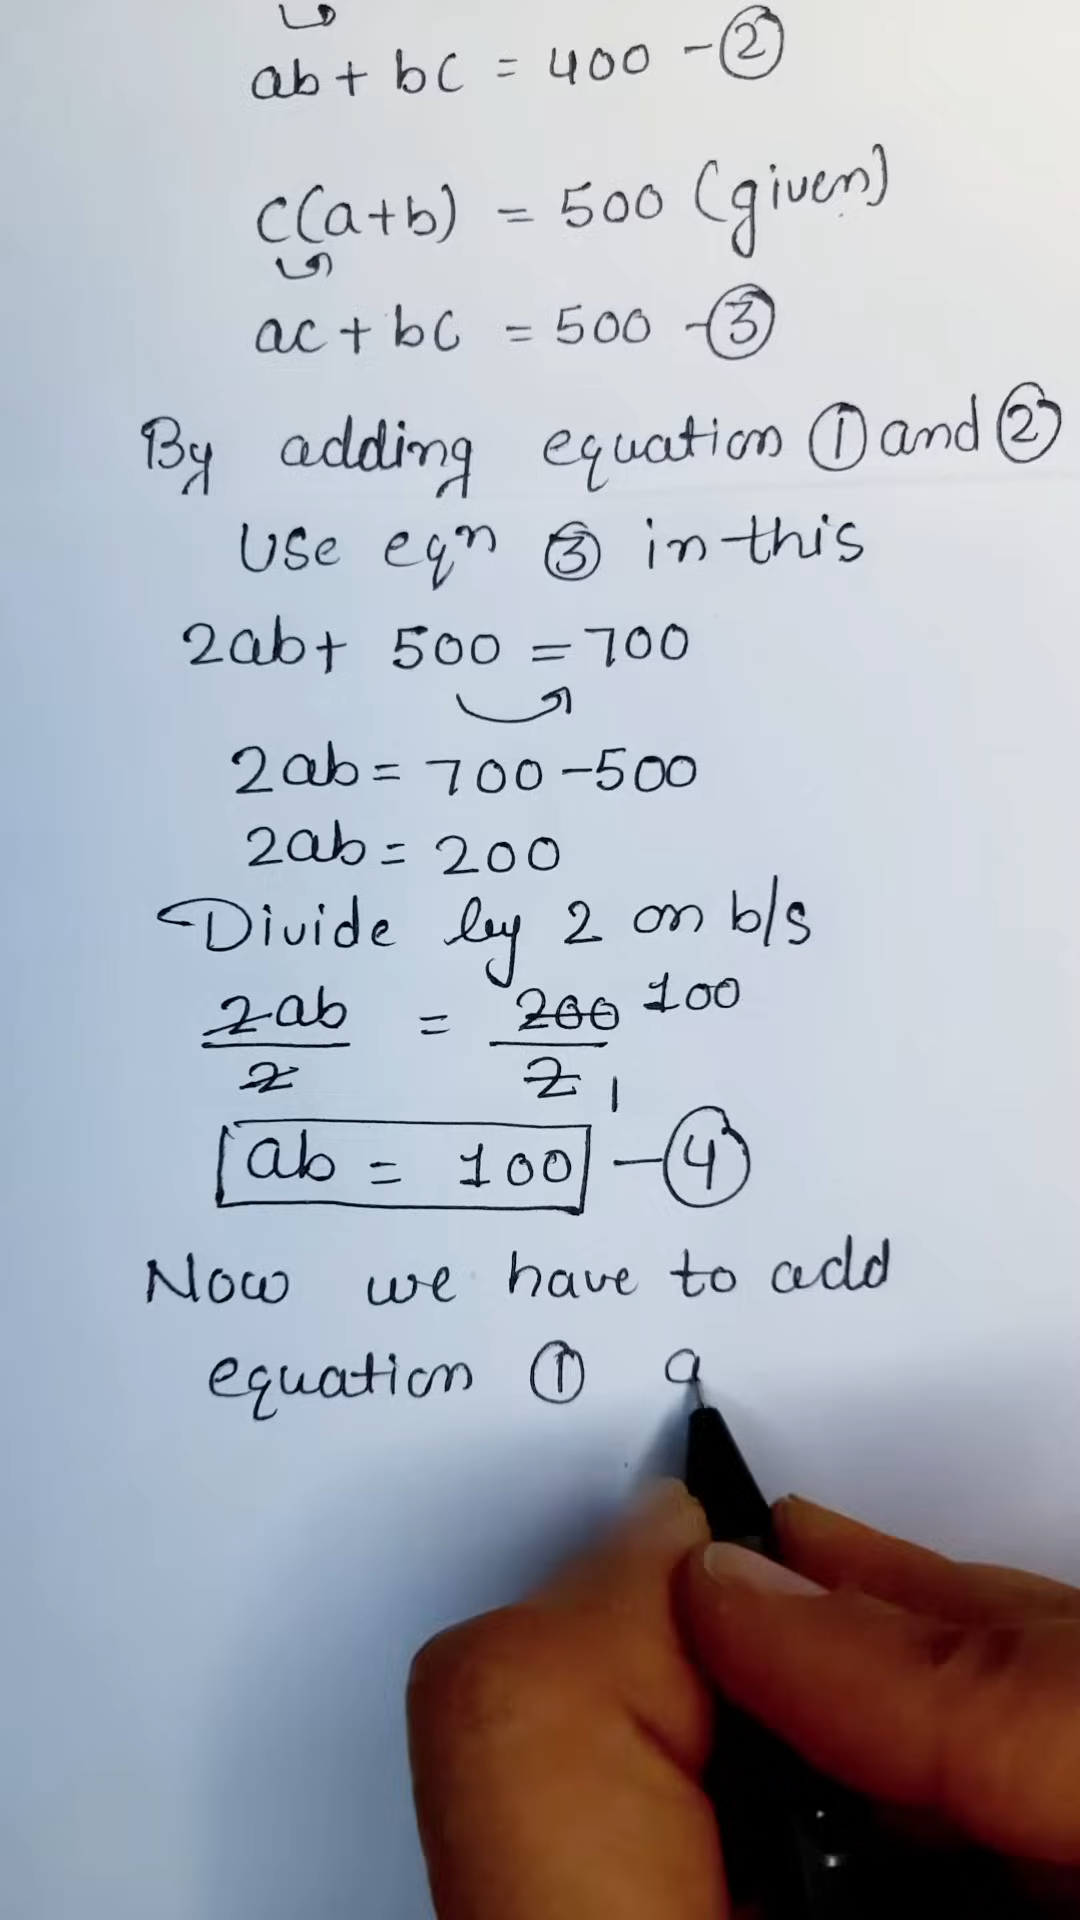 ab + bc = 400 - ②
c(a+b) = 500 (given)
ac + bc = 500 - ③
By adding equation ① and ②
Use eqn ③ in this
2ab + 500 = 700
2ab = 700 - 500
2ab = 200
Divide by 2 on b/s
2ab/2 = 200/2 100 1
ab = 100 - ④
Now we have to add
equation ① a